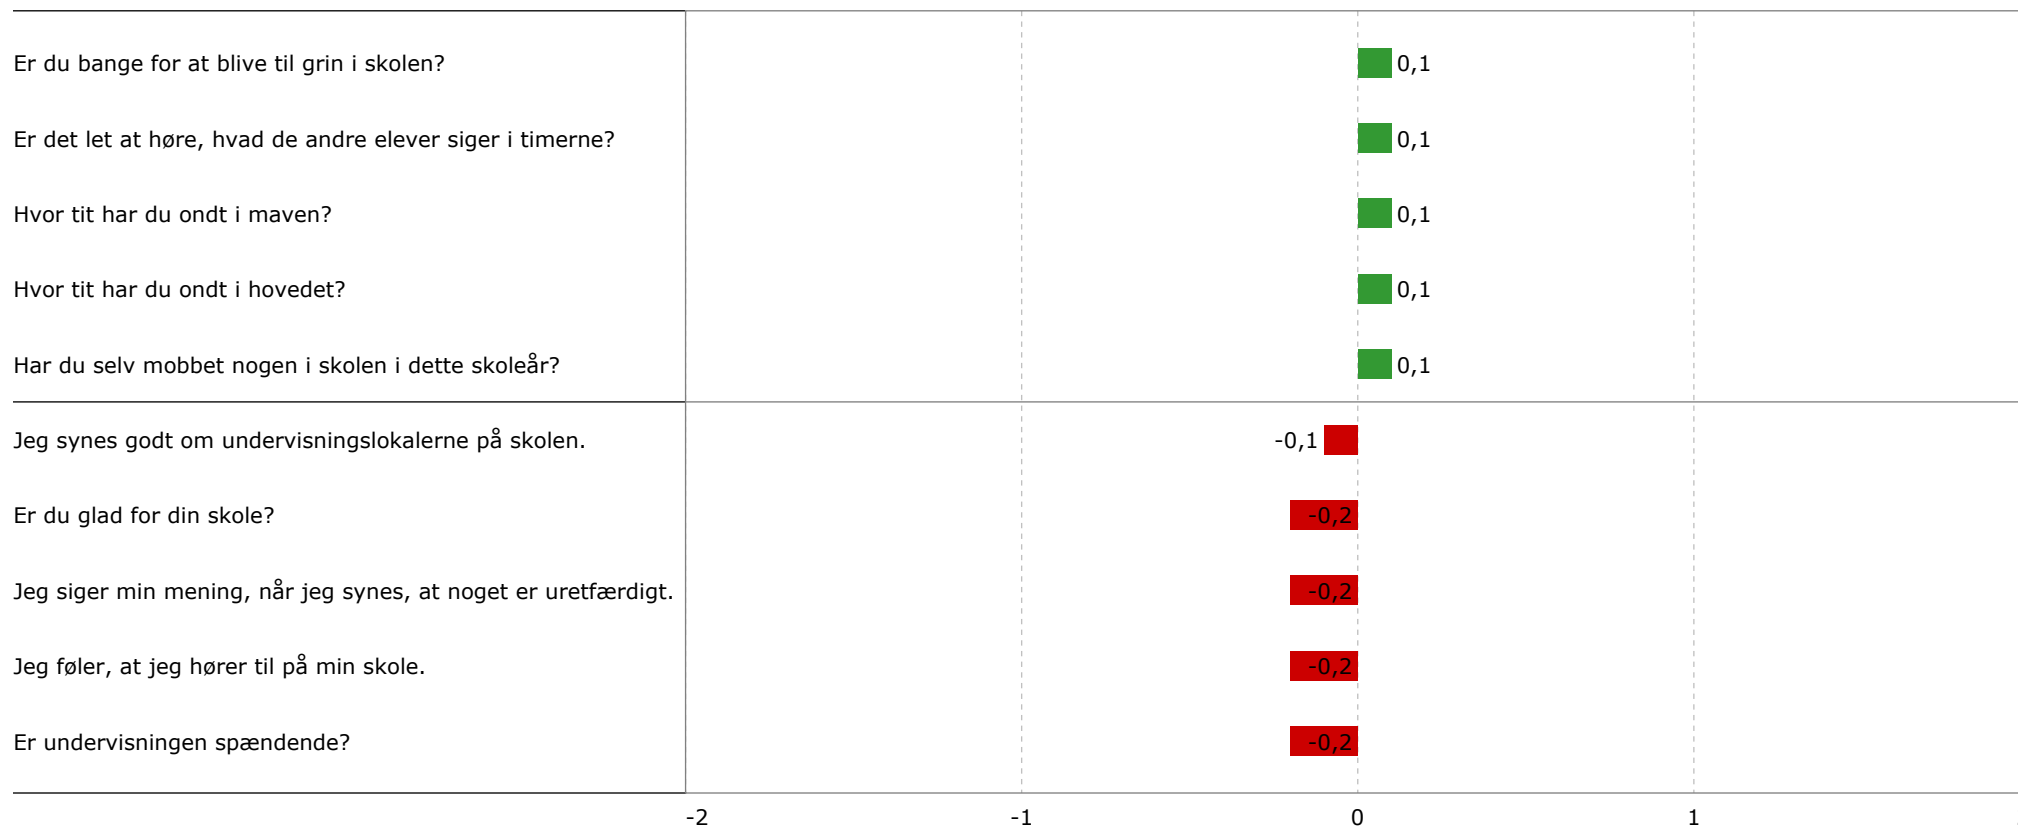 Er du bange for at blive til grin i skolen? 0,1
Er det let at høre, hvad de andre elever siger i timerne? 0,1
Hvor tit har du ondt i maven? 0,1
Hvor tit har du ondt i hovedet? 0,1
Har du selv mobbet nogen i skolen i dette skoleår? 0,1
Jeg synes godt om undervisningslokalerne på skolen. -0,1
Er du glad for din skole? -0,2
Jeg siger min mening, når jeg synes, at noget er uretfærdigt. -0,2
Jeg føler, at jeg hører til på min skole. -0,2
Er undervisningen spændende? -0,2
-2 -1 0 1